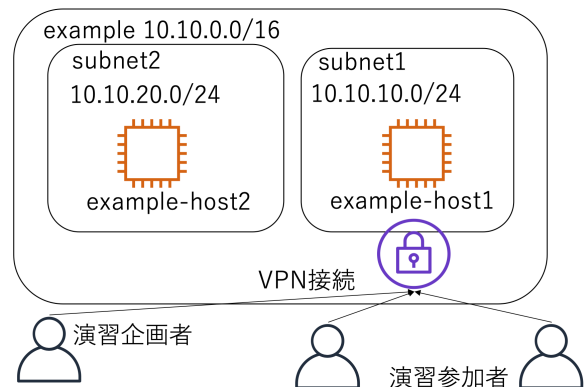 example 10.10.0.0/16
subnet2
10.10.20.0/24
example-host2
subnet1
10.10.10.0/24
example-host1
VPN接続
演習企画者
演習参加者